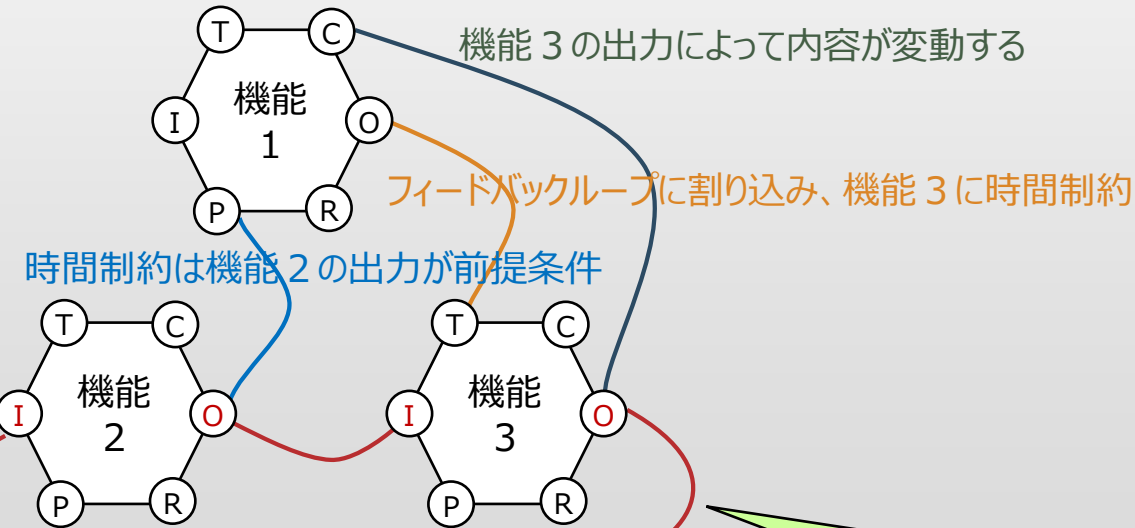 T
C
機能３の出力によって内容が変動する
機能
1
I
O
フィードバックループに割り込み、機能３に時間制約
P
R
時間制約は機能２の出力が前提条件
T
C
T
C
機能
2
機能
3
I
O
I
O
P
R
P
R